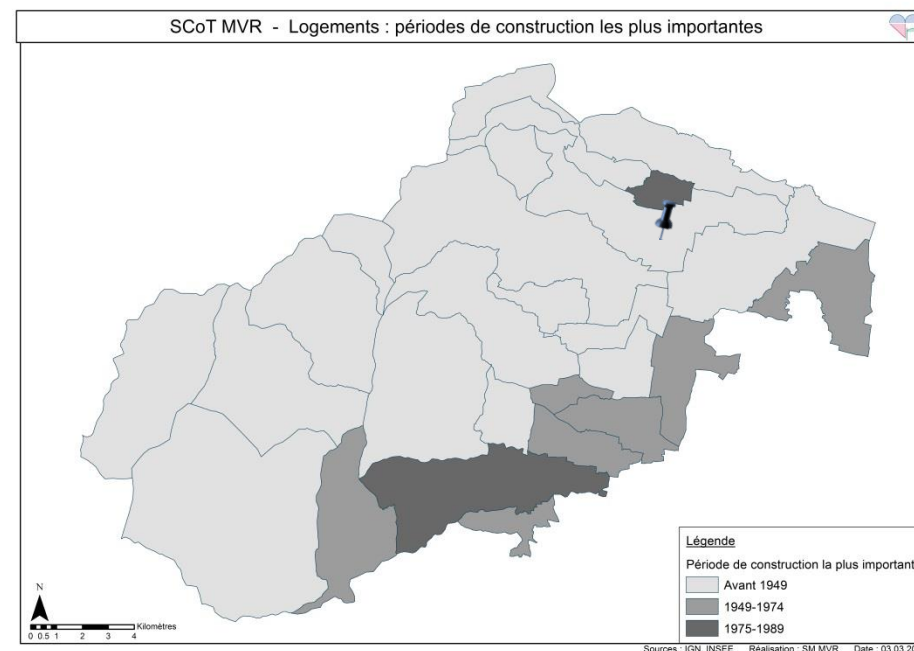 SCoT MVR - Logements : périodes de construction les plus importantes
Légende
Période de construction la plus important
Avant 1949
1949-1974
1975-1989
N
0 0.5 1 2 3 4 Kilomètres
Sources : IGN, INSEE Réalisation : SM MVR Date : 03.03.20